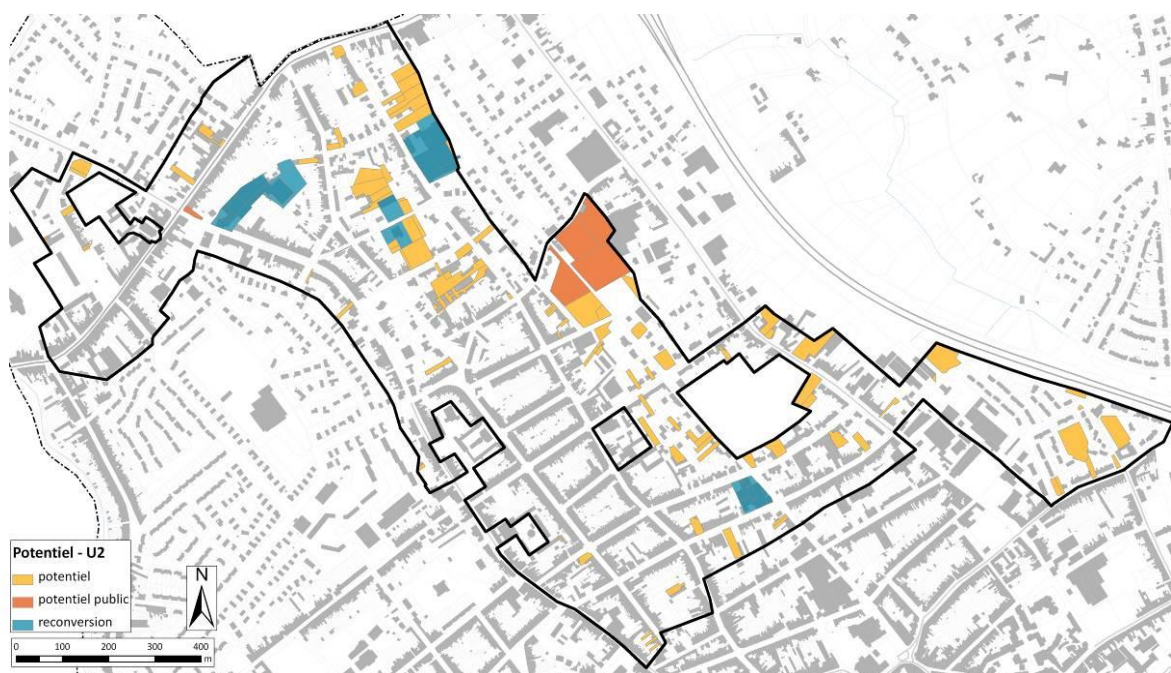 Potentiel - U2
potentiel
potentiel public
reconversion
N
0 100 200 300 400
m